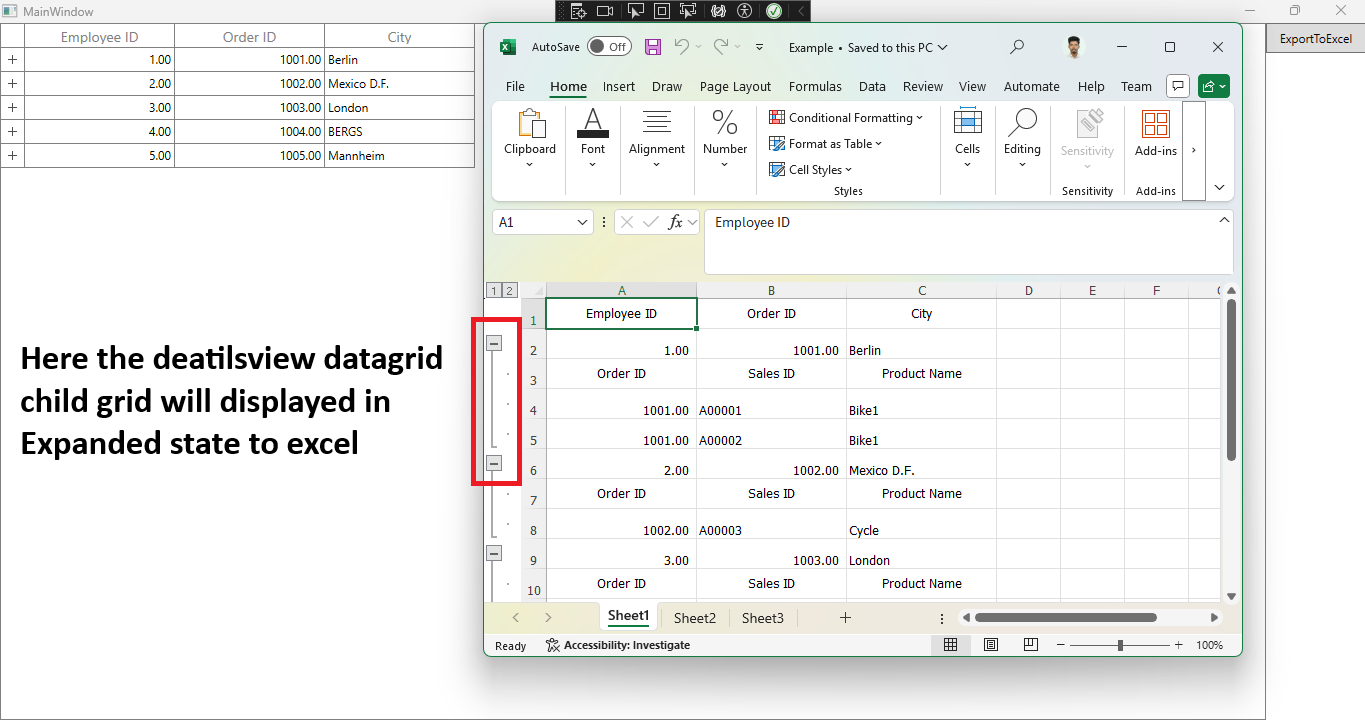 MainWindow
Employee ID Order ID City
+ 1.00 1001.00 Berlin
+ 2.00 1002.00 Mexico D.F.
+ 3.00 1003.00 London
+ 4.00 1004.00 BERGS
+ 5.00 1005.00 Mannheim
ExportToExcel
Here the deatilsview datagrid
child grid will displayed in
Expanded state to excel
AutoSave Off Example • Saved to this PC
File Home Insert Draw Page Layout Formulas Data Review View Automate Help Team
Clipboard Font Alignment Number
Conditional Formatting
Format as Table
Cell Styles
Styles
Cells Editing Sensitivity Add-ins
Sensitivity Add-ins
A1 fx Employee ID
1 2 A B C D E F
1 Employee ID Order ID City
2 1.00 1001.00 Berlin
3 Order ID Sales ID Product Name
4 1001.00 A00001 Bike1
5 1001.00 A00002 Bike1
6 2.00 1002.00 Mexico D.F.
7 Order ID Sales ID Product Name
8 1002.00 A00003 Cycle
9 3.00 1003.00 London
10 Order ID Sales ID Product Name
Sheet1 Sheet2 Sheet3 +
Ready Accessibility: Investigate 100%